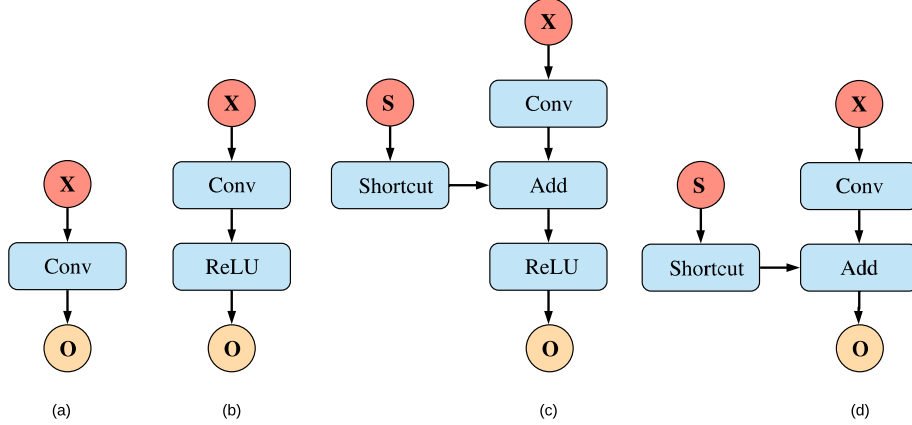 X
Conv
O
(a)
X
Conv
ReLU
O
(b)
X
S
Conv
Shortcut
Add
ReLU
O
(c)
X
S
Conv
Shortcut
Add
O
(d)